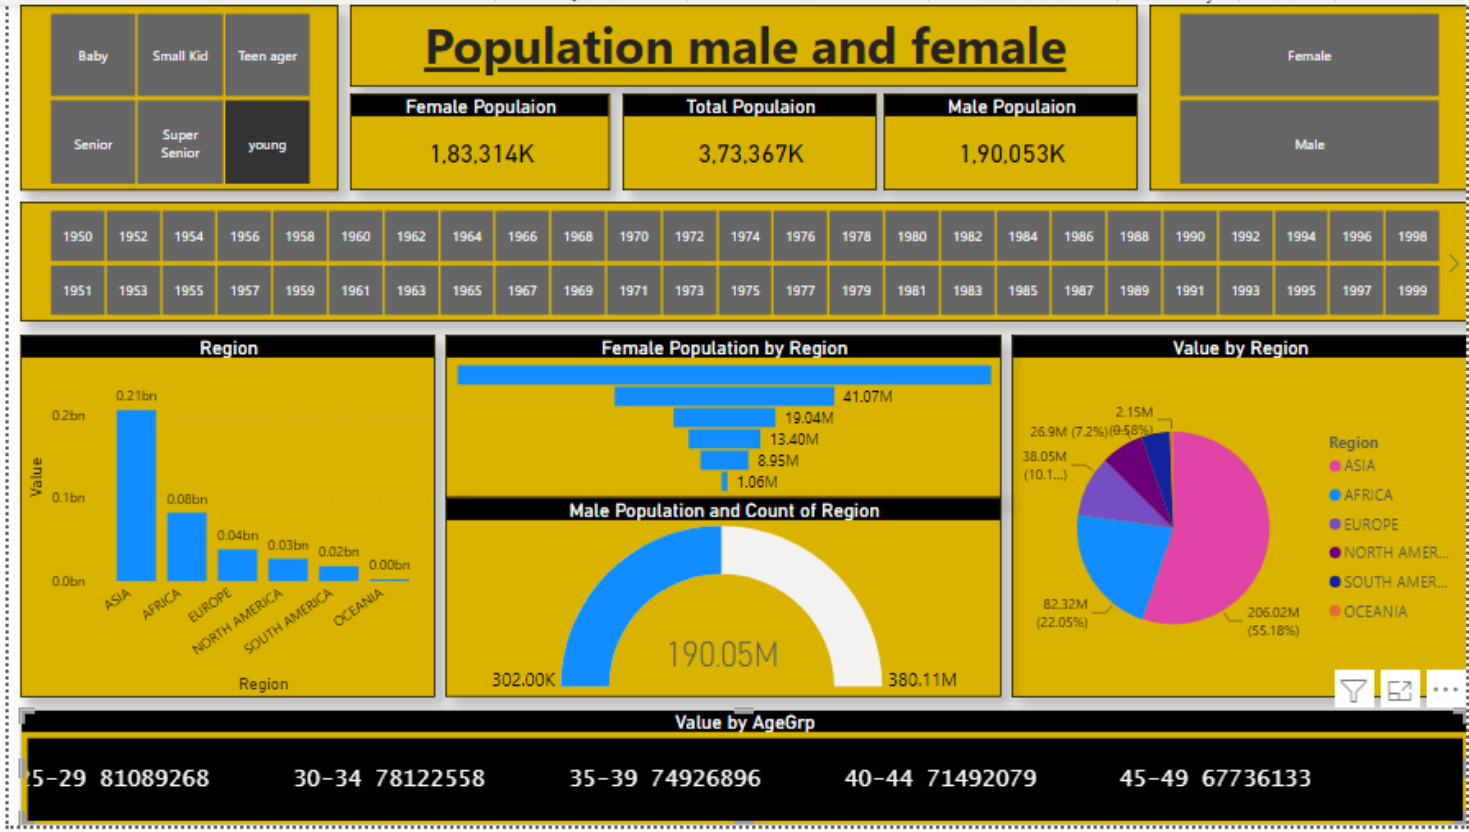 Baby Small Kid Teen ager
Senior Super Senior young
Population male and female
Female Populaion
1,83,314K
Total Populaion
3,73,367K
Male Populaion
1,90,053K
Female
Male
1950 1952 1954 1956 1958 1960 1962 1964 1966 1968 1970 1972 1974 1976 1978 1980 1982 1984 1986 1988 1990 1992 1994 1996 1998
1951 1953 1955 1957 1959 1961 1963 1965 1967 1969 1971 1973 1975 1977 1979 1981 1983 1985 1987 1989 1991 1993 1995 1997 1999
Region
Value
0.2bn
0.1bn
0.0bn
0.21bn
0.08bn
0.04bn
0.03bn
0.02bn
0.00bn
ASIA
AFRICA
EUROPE
NORTH AMERICA
SOUTH AMERICA
OCEANIA
Region
Female Population by Region
41.07M
19.04M
13.40M
8.95M
1.06M
Male Population and Count of Region
190.05M
302.00K
380.11M
Value by Region
2.15M
(0.58%)
26.9M (7.2%)
38.05M
(10.1...)
82.32M
(22.05%)
206.02M
(55.18%)
Region
ASIA
AFRICA
EUROPE
NORTH AMER...
SOUTH AMER...
OCEANIA
Value by AgeGrp
5-29 81089268 30-34 78122558 35-39 74926896 40-44 71492079 45-49 67736133